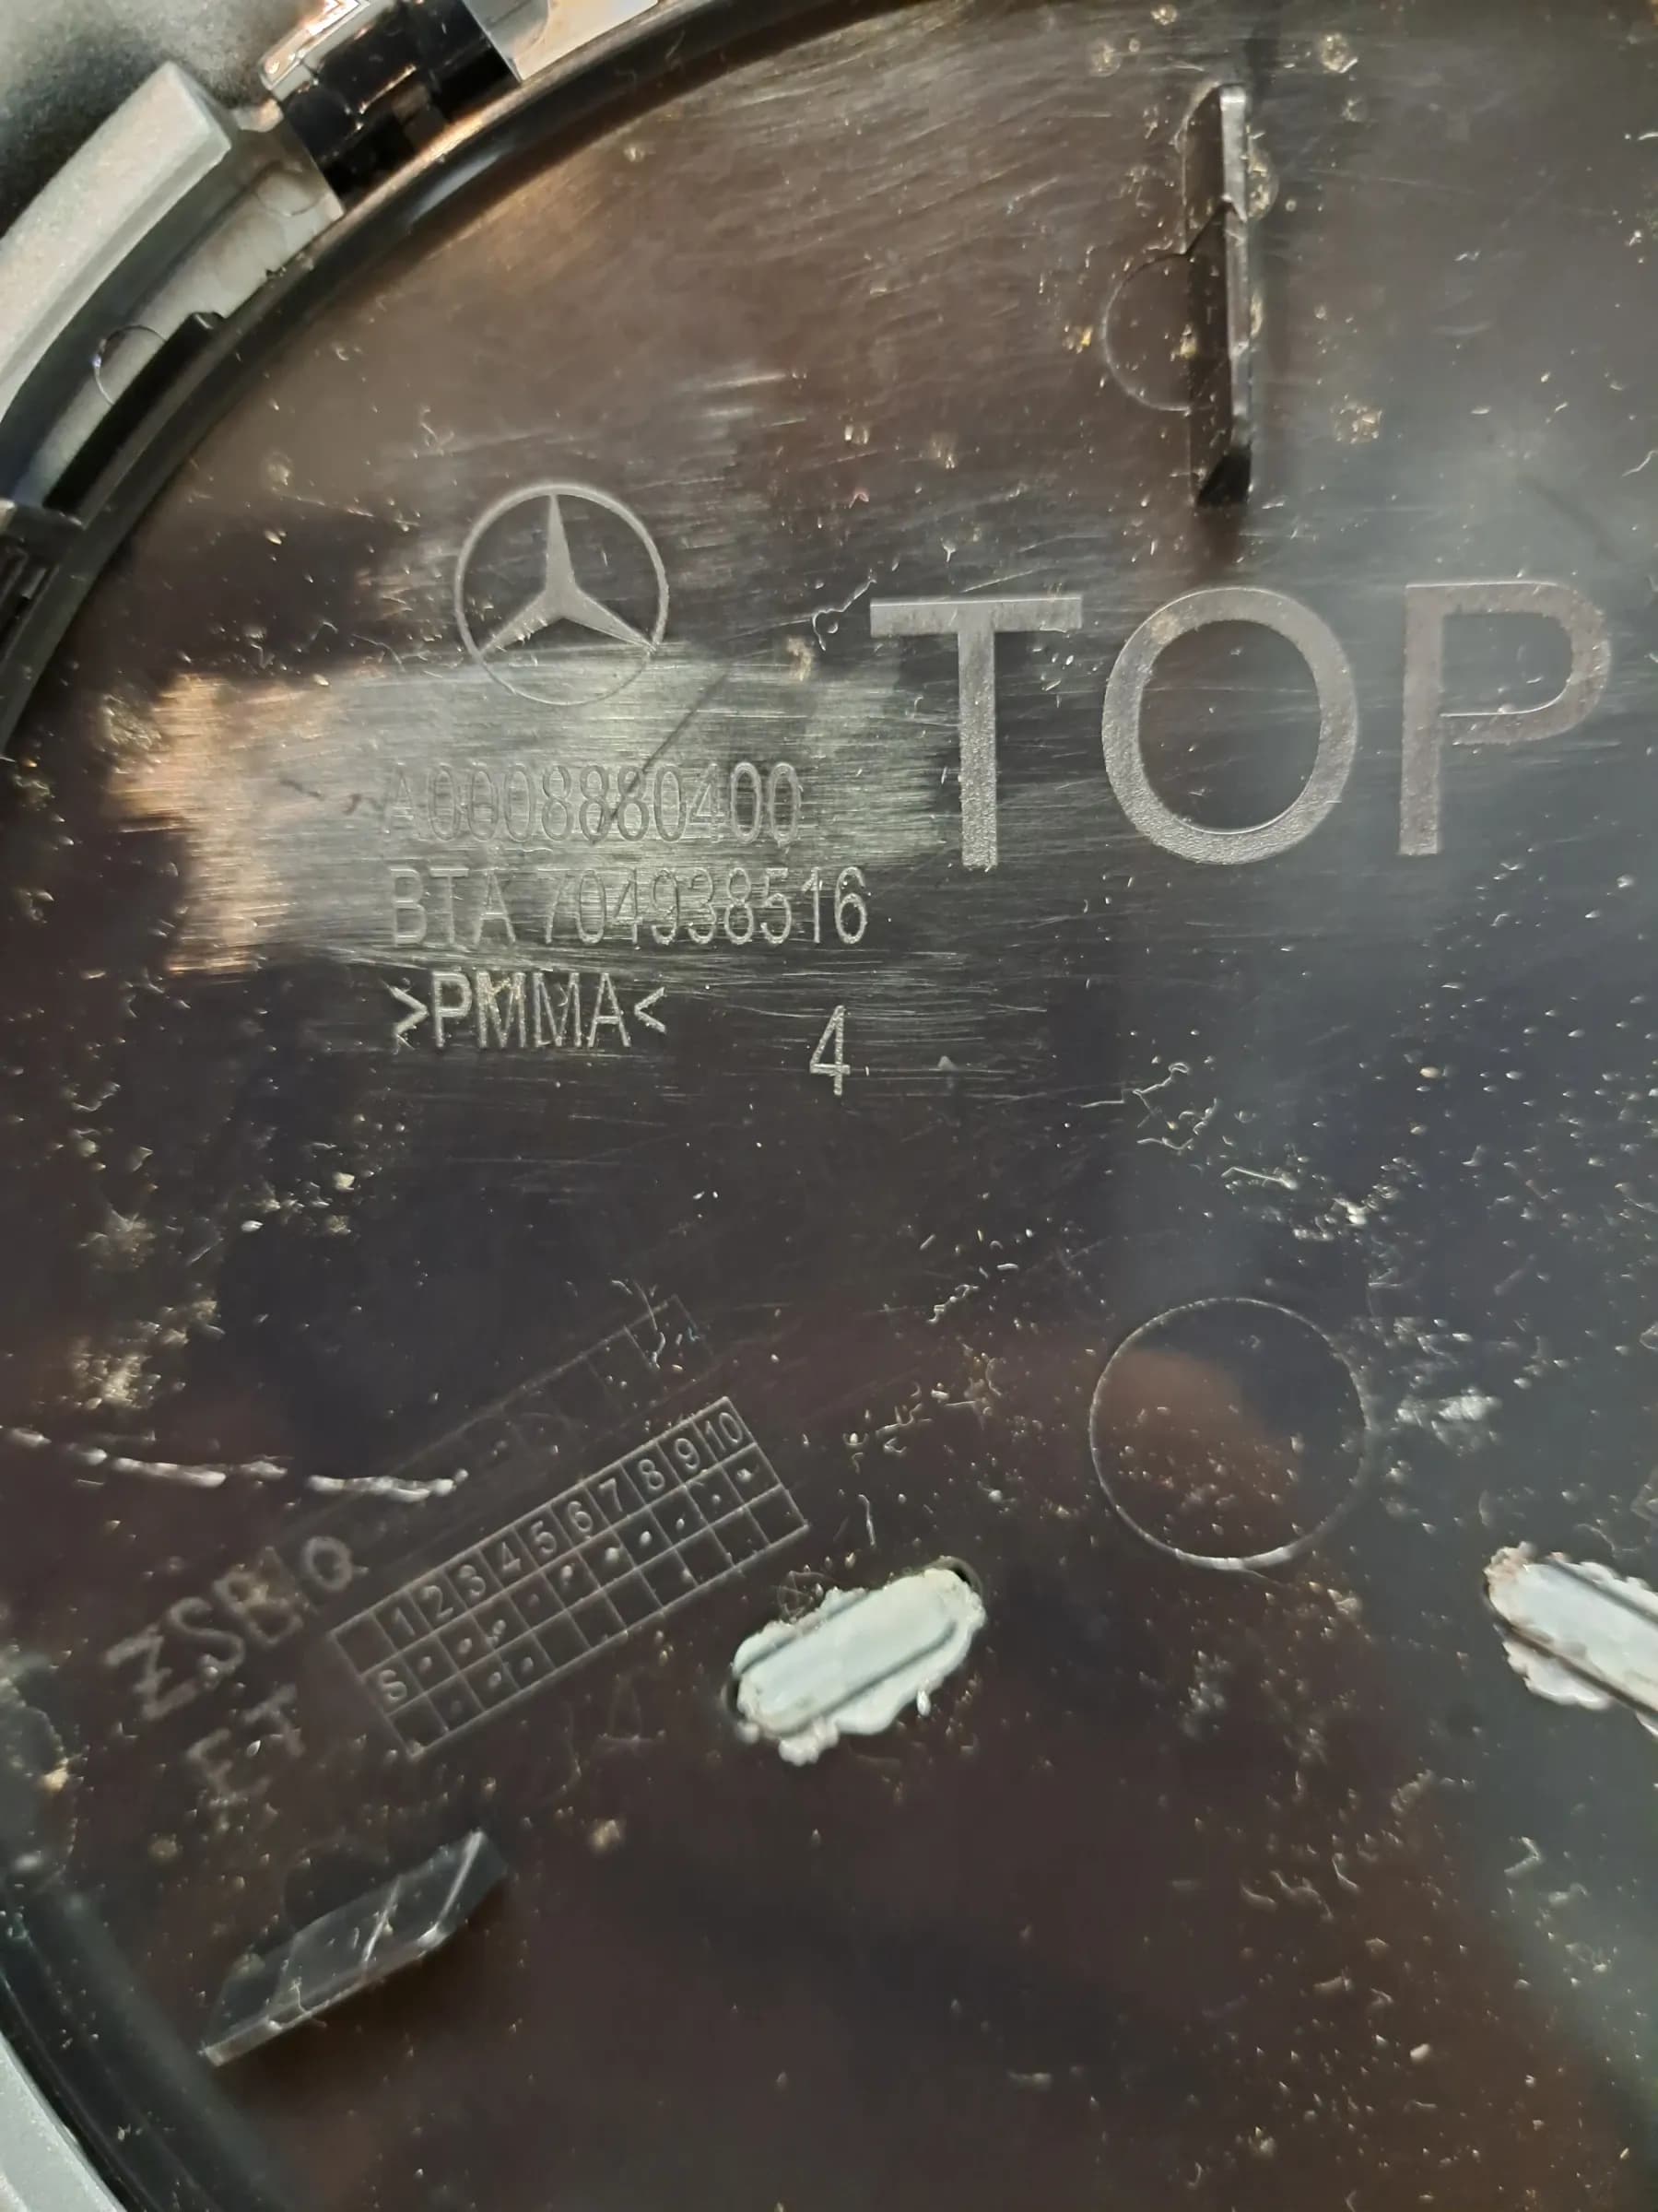 TOP
A0008880400
BTA 704938516
>PMMA<
4
1 2 3 4 5 6 7 8 9 10
S
ZSB Q
ET